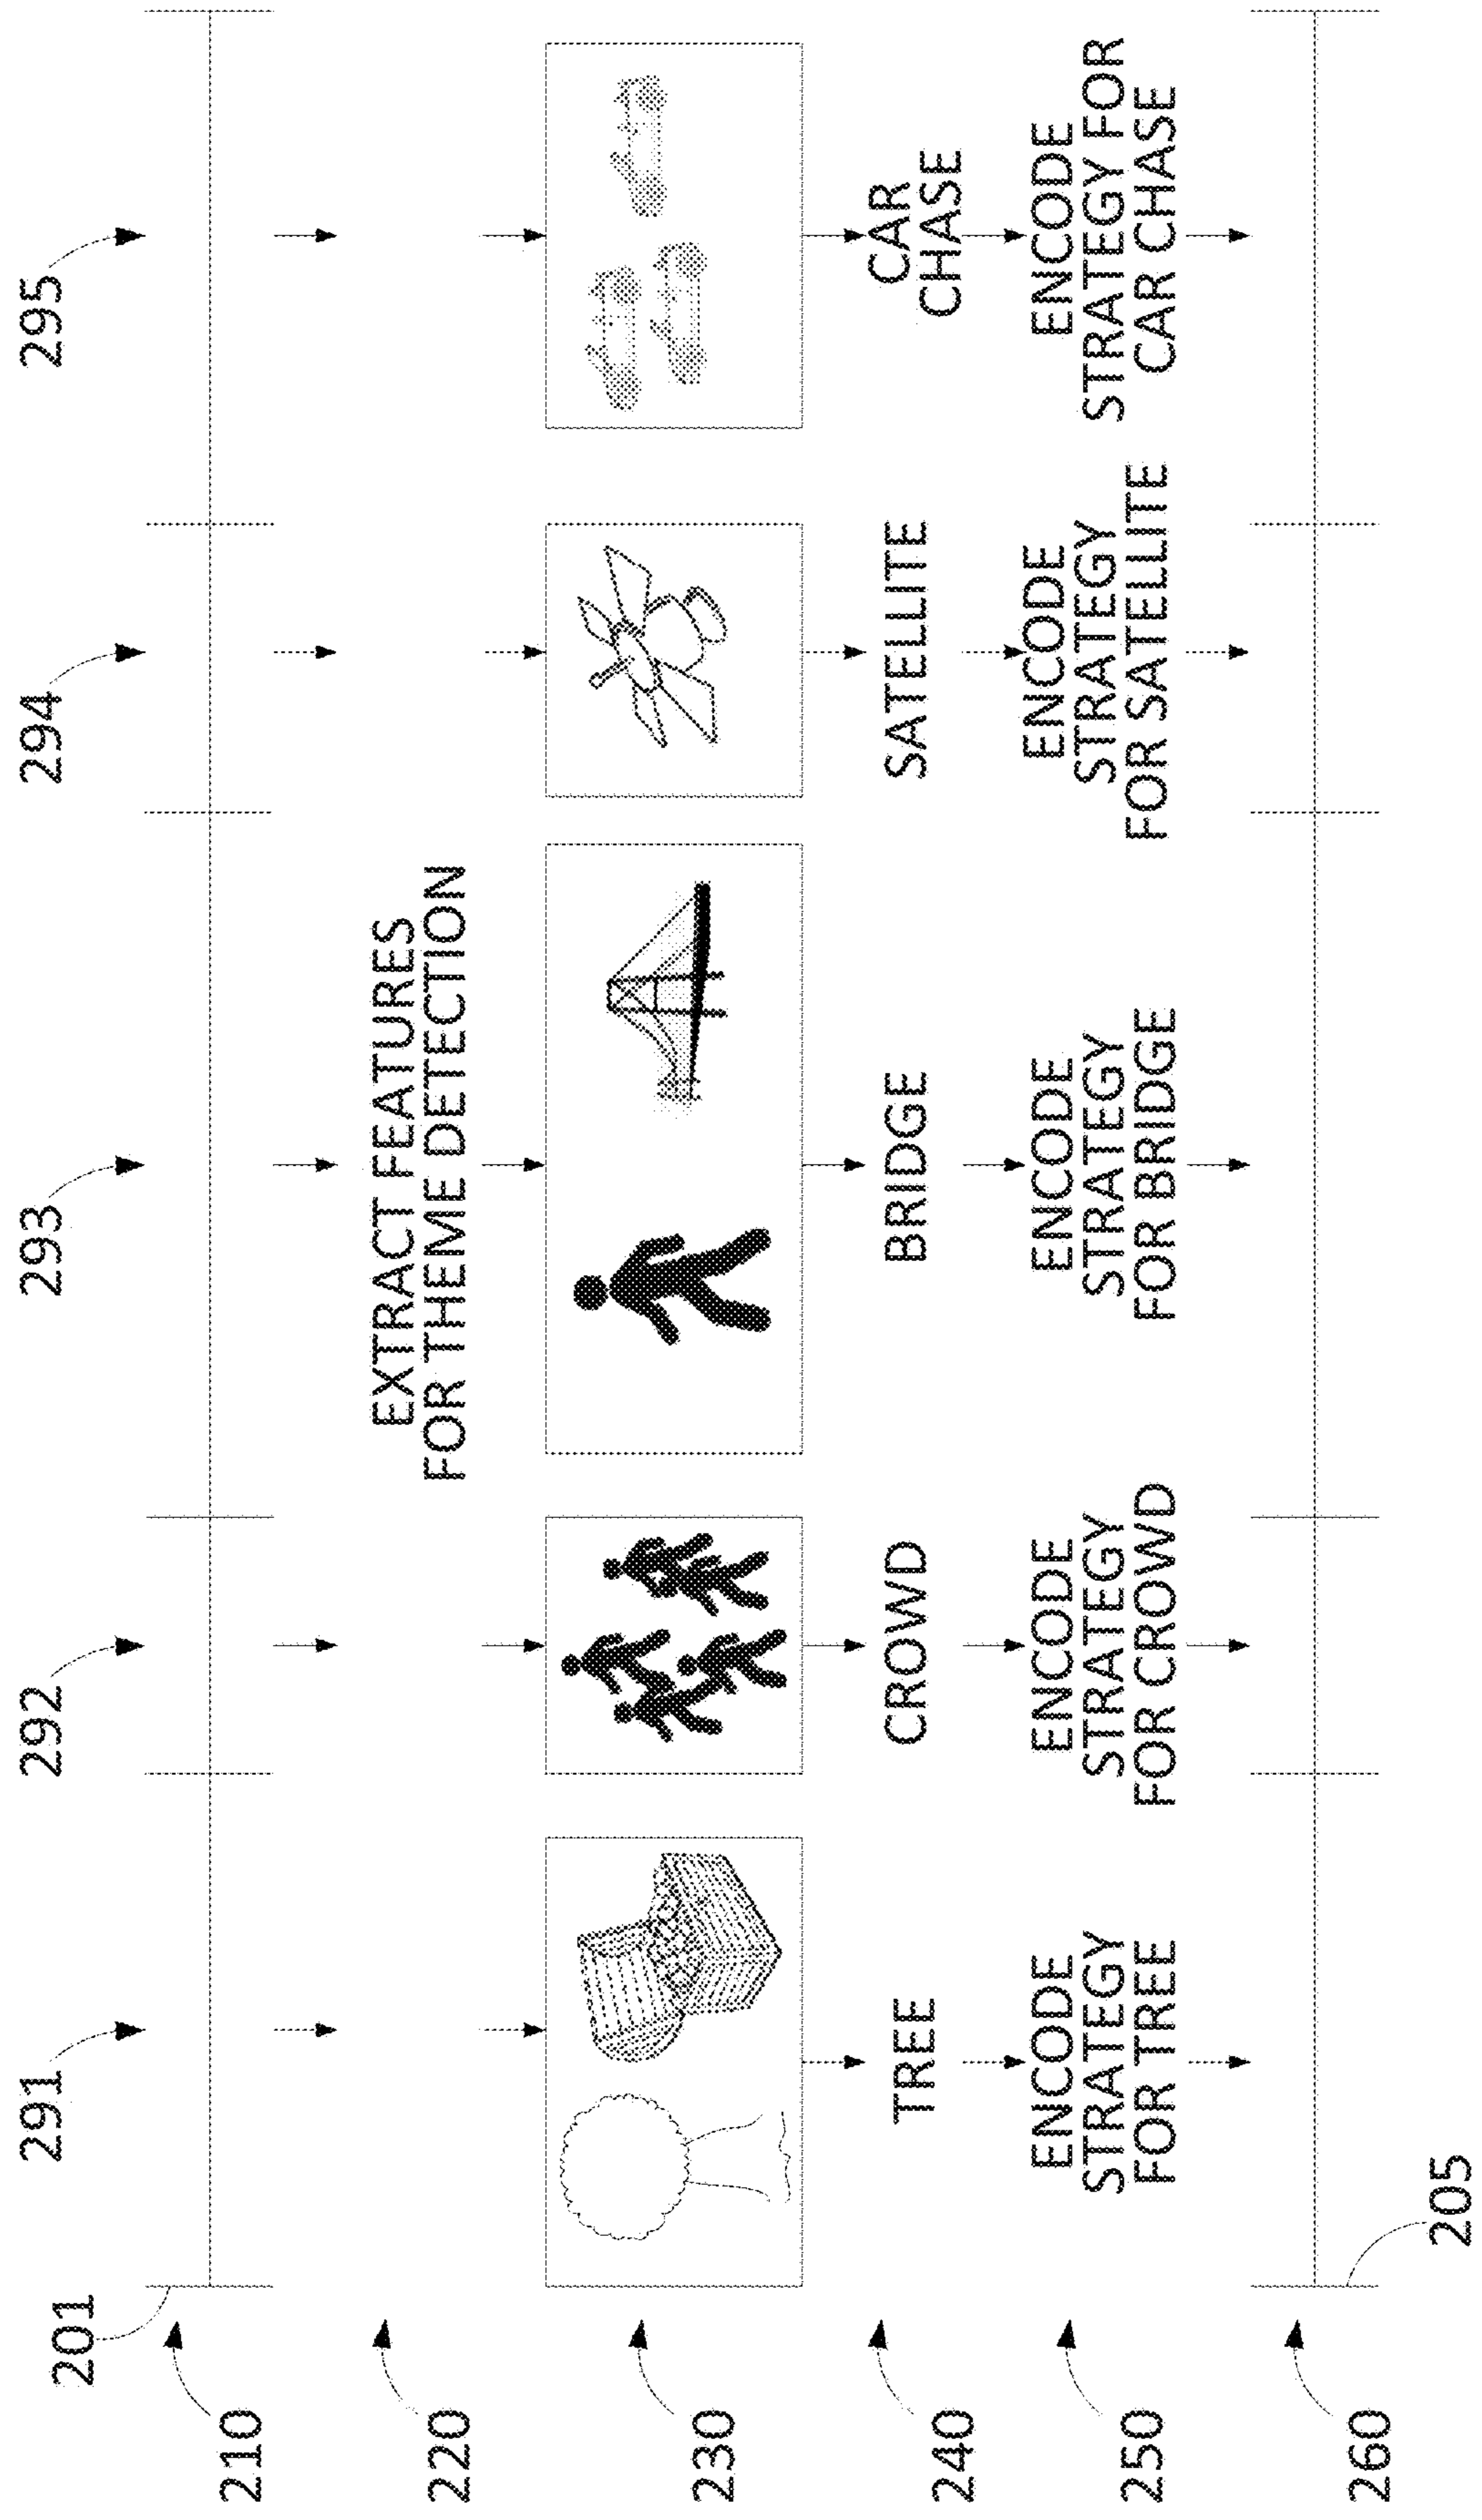 291
292
293
294
295
201
210
220
EXTRACT FEATURES
FOR THEME DETECTION
230
240
TREE
CROWD
BRIDGE
SATELLITE
CAR
CHASE
250
ENCODE
STRATEGY
FOR TREE
ENCODE
STRATEGY
FOR CROWD
ENCODE
STRATEGY
FOR BRIDGE
ENCODE
STRATEGY
FOR SATELLITE
ENCODE
STRATEGY FOR
CAR CHASE
260
205